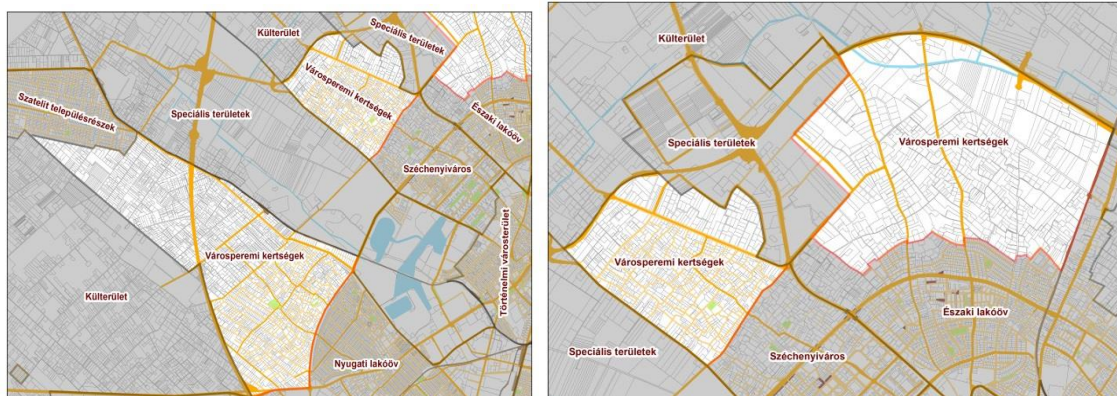 Speciális területek
Külterület
Városperemi kertségek
Északi lakóöv
Szatelit településrészek
Speciális területek
Széchenyiváros
Történelmi városterület
Városperemi kertségek
Külterület
Nyugati lakóöv
Külterület
Speciális területek
Városperemi kertségek
Városperemi kertségek
Északi lakóöv
Speciális területek
Széchenyiváros